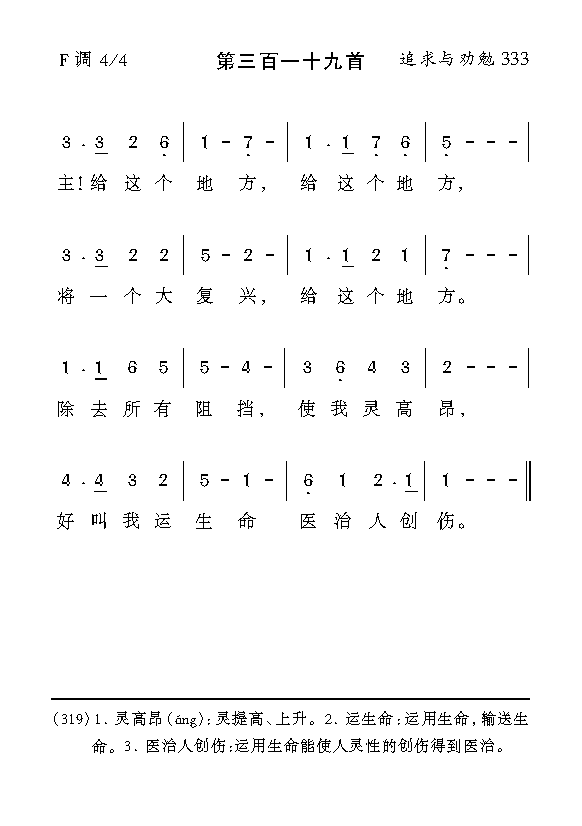 F 调 4/4 第三百一十九首 追求与劝勉 333
3 . 3 2 6 | 1 - 7 - | 1 . 1 7 6 | 5 - - - |
主！给 这 个 地 方， 给 这 个 地 方，
3 . 3 2 2 | 5 - 2 - | 1 . 1 2 1 | 7 - - - |
将 一 个 大 复 兴， 给 这 个 地 方。
1 . 1 6 5 | 5 - 4 - | 3 6 4 3 | 2 - - - |
除 去 所 有 阻 挡， 使 我 灵 高 昂，
4 . 4 3 2 | 5 - 1 - | 6 1 2 . 1 | 1 - - - ‖
好 叫 我 运 生 命 医 治 人 创 伤。
(319) 1. 灵高昂(áng)：灵提高、上升。2. 运生命：运用生命，输送生
命。3. 医治人创伤：运用生命能使人灵性的创伤得到医治。